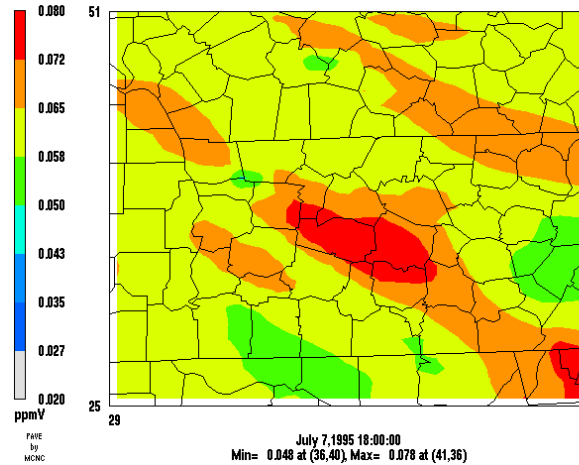 0.080
0.072
0.065
0.058
0.050
0.043
0.035
0.027
0.020
ppmV
PAVE
by
MCNC
51
25
29
July 7,1995 18:00:00
Min= 0.048 at (36,40), Max= 0.078 at (41,36)